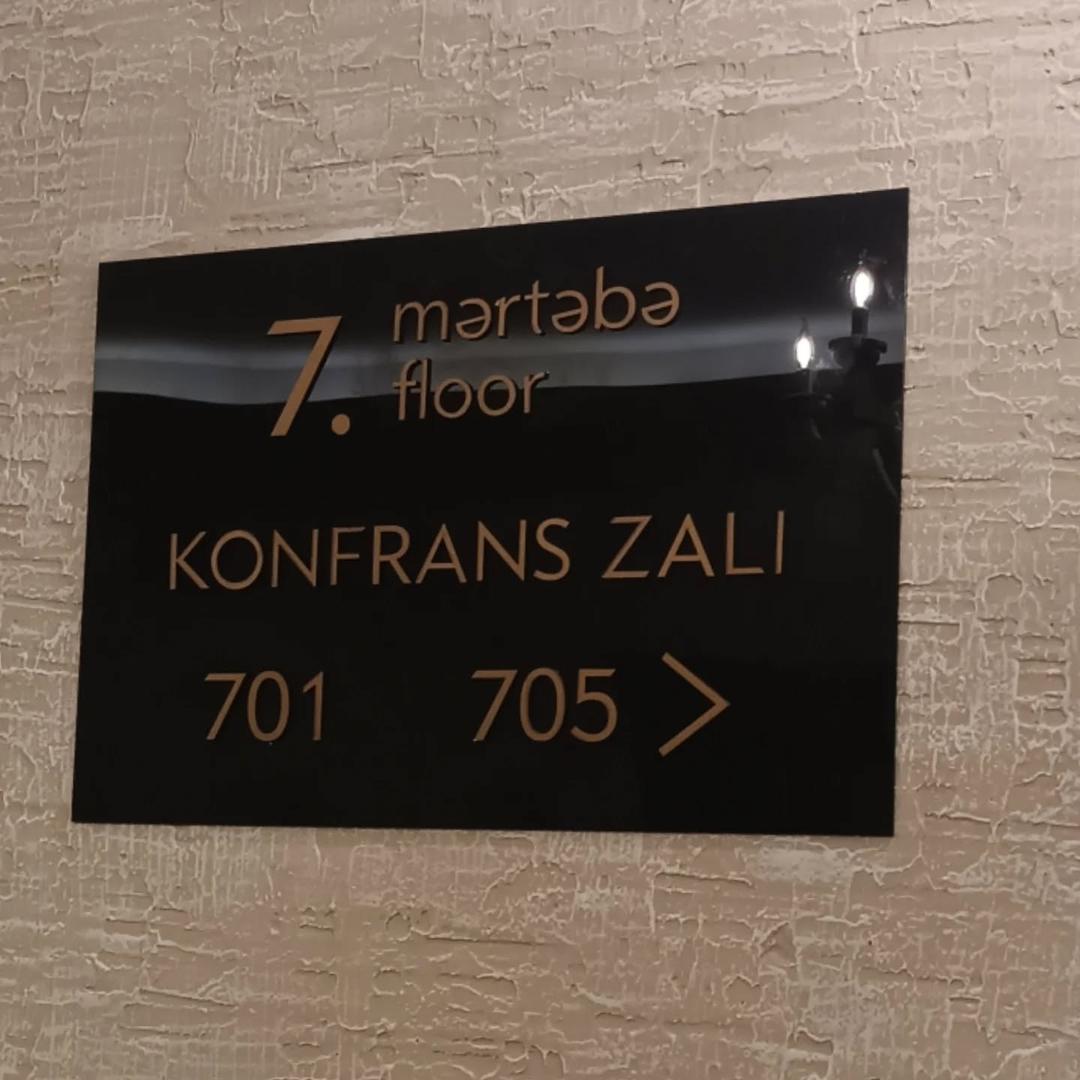 7. mərtəbə
floor
KONFRANS ZALI
701 705 >